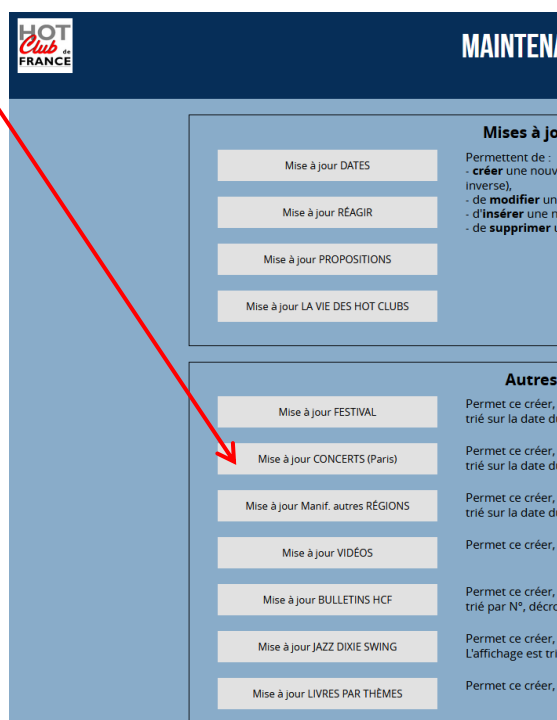 HOT
Club de
FRANCE
MAINTENA
Mises à jo
Mise à jour DATES
Mise à jour RÉAGIR
Mise à jour PROPOSITIONS
Mise à jour LA VIE DES HOT CLUBS
Permettent de :
- créer une nouv
inverse),
- de modifier un
- d'insérer une n
- de supprimer u
Autres
Mise à jour FESTIVAL
Permet ce créer,
trié sur la date du
Mise à jour CONCERTS (Paris)
Permet ce créer,
trié sur la date du
Mise à jour Manif. autres RÉGIONS
Permet ce créer,
trié sur la date du
Mise à jour VIDÉOS
Permet ce créer,
Mise à jour BULLETINS HCF
Permet ce créer,
trié par N°, décro
Mise à jour JAZZ DIXIE SWING
Permet ce créer,
L'affichage est tri
Mise à jour LIVRES PAR THÈMES
Permet ce créer,